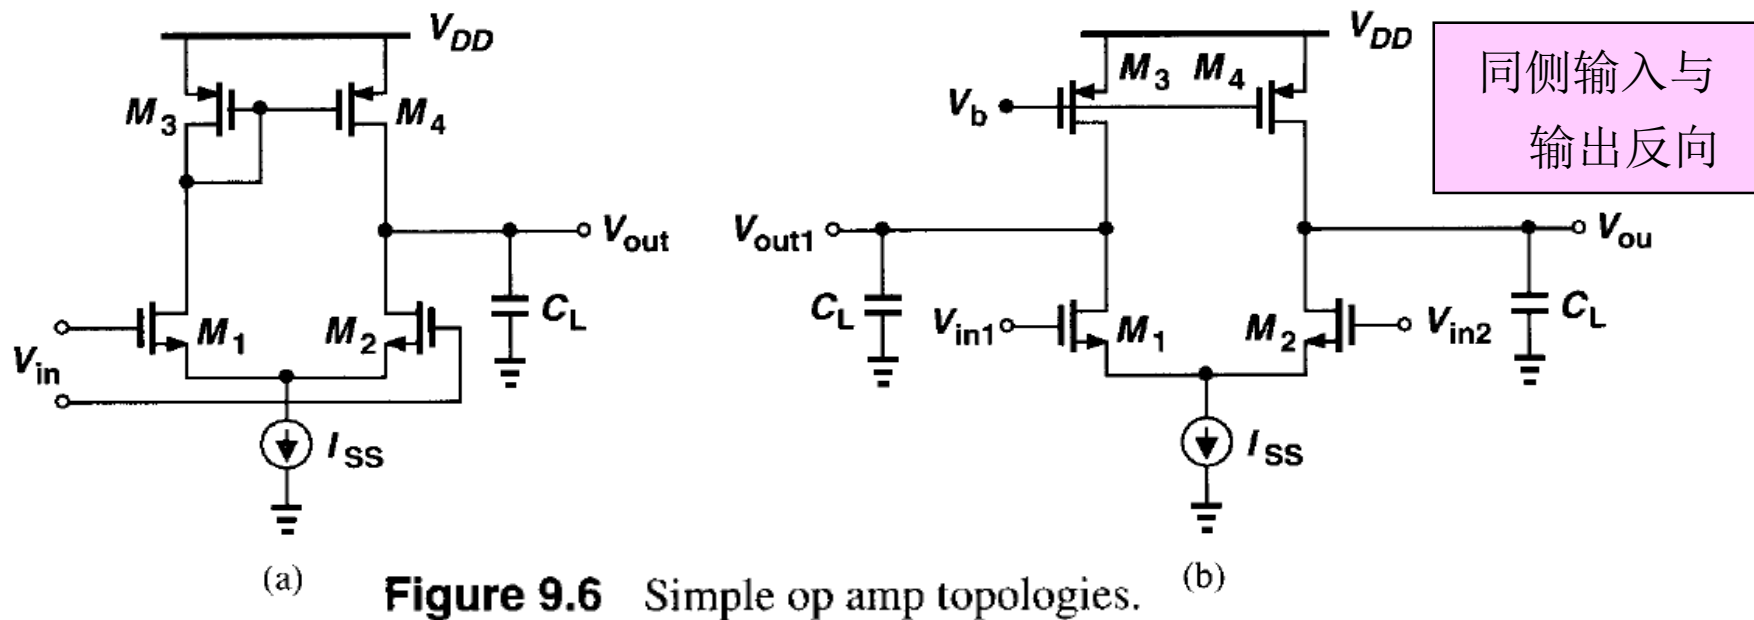 V_DD
M_3
M_4
V_out
C_L
M_1
M_2
V_in
I_SS
(a)
V_DD
M_3 M_4
V_b
V_out1
V_ou
C_L
V_in1
M_1
M_2
V_in2
C_L
I_SS
(b)
同侧输入与
输出反向
Figure 9.6 Simple op amp topologies.